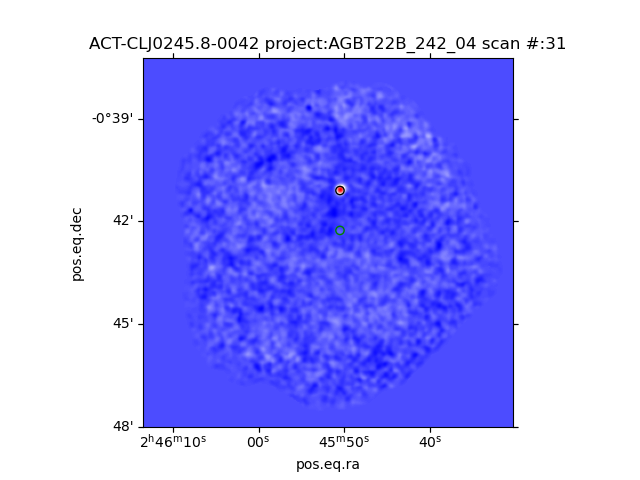 ACT-CLJ0245.8-0042 project:AGBT22B_242_04 scan #:31
-0°39'
42'
45'
48'
pos.eq.dec
2ʰ46ᵐ10ˢ 00ˢ 45ᵐ50ˢ 40ˢ
pos.eq.ra